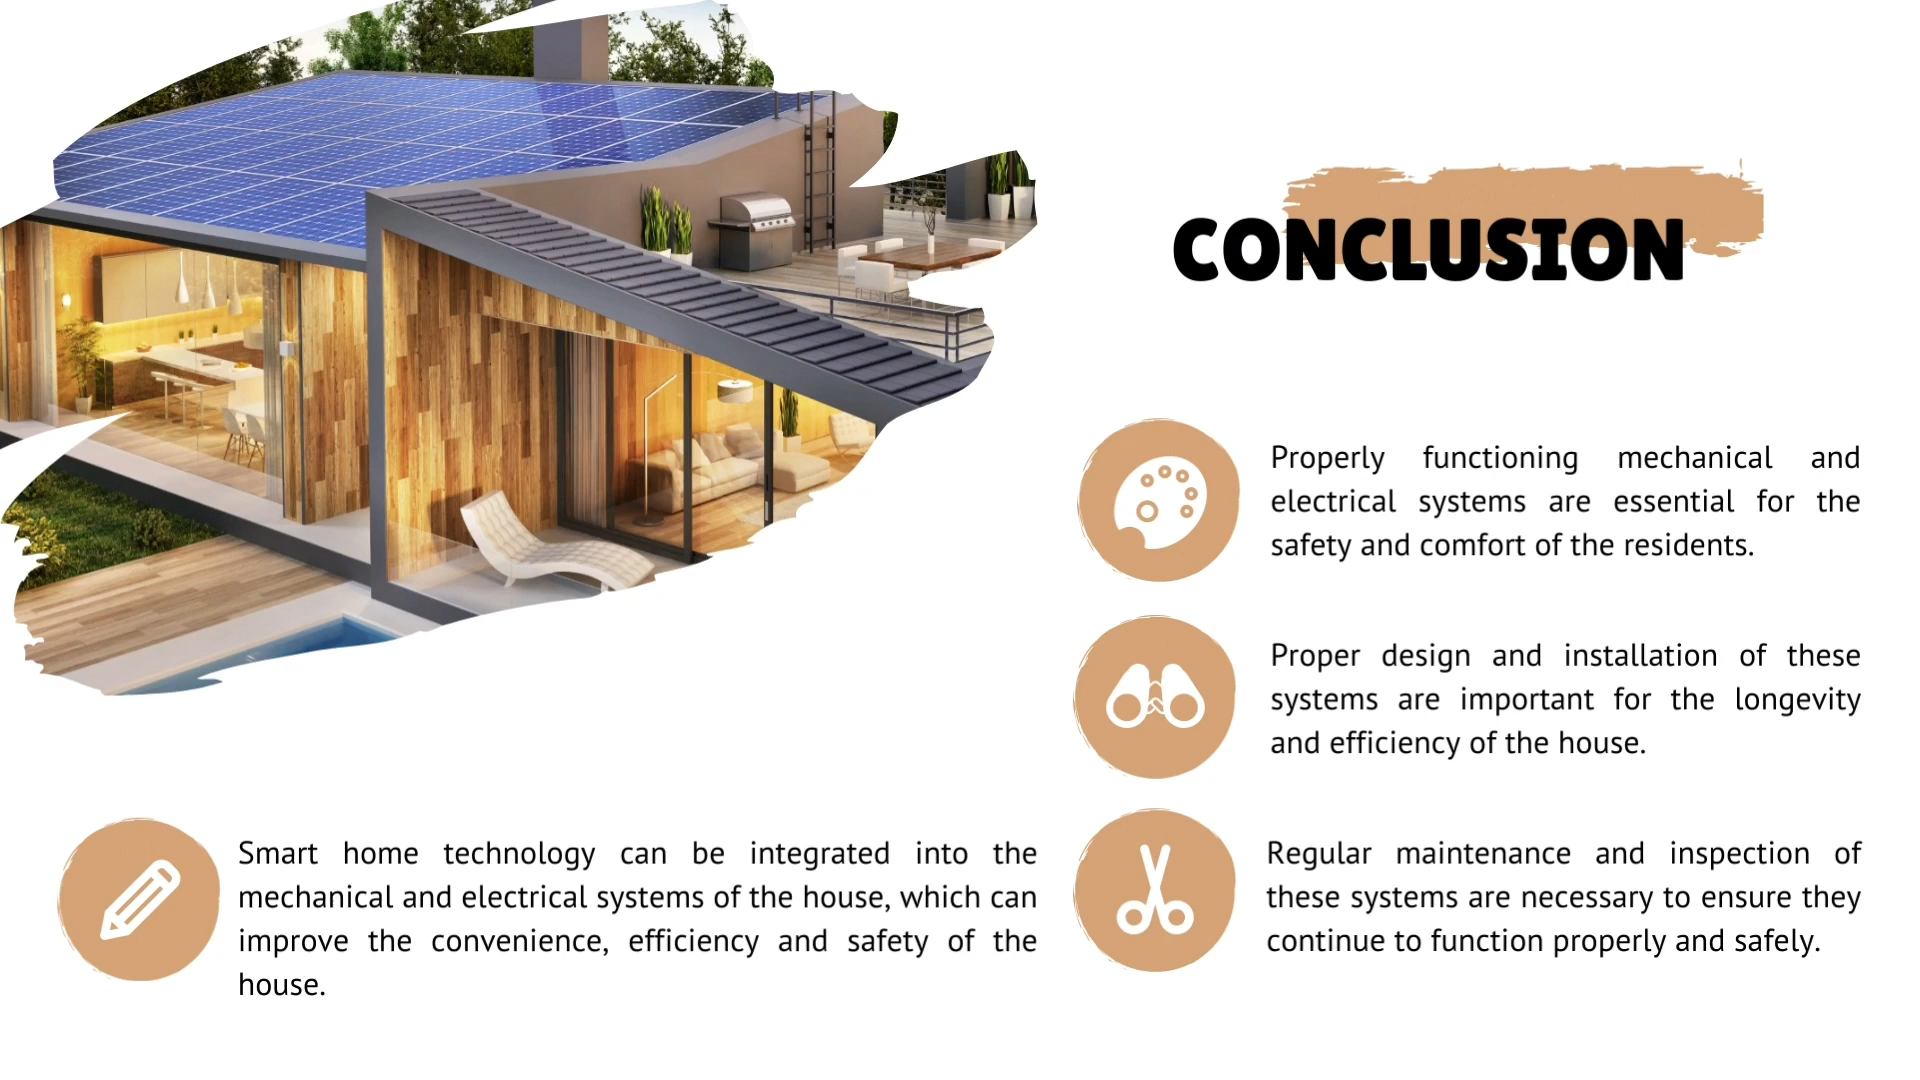 CONCLUSION
Properly functioning mechanical and
electrical systems are essential for the
safety and comfort of the residents.
Proper design and installation of these
systems are important for the longevity
and efficiency of the house.
Regular maintenance and inspection of
these systems are necessary to ensure they
continue to function properly and safely.
Smart home technology can be integrated into the
mechanical and electrical systems of the house, which can
improve the convenience, efficiency and safety of the
house.